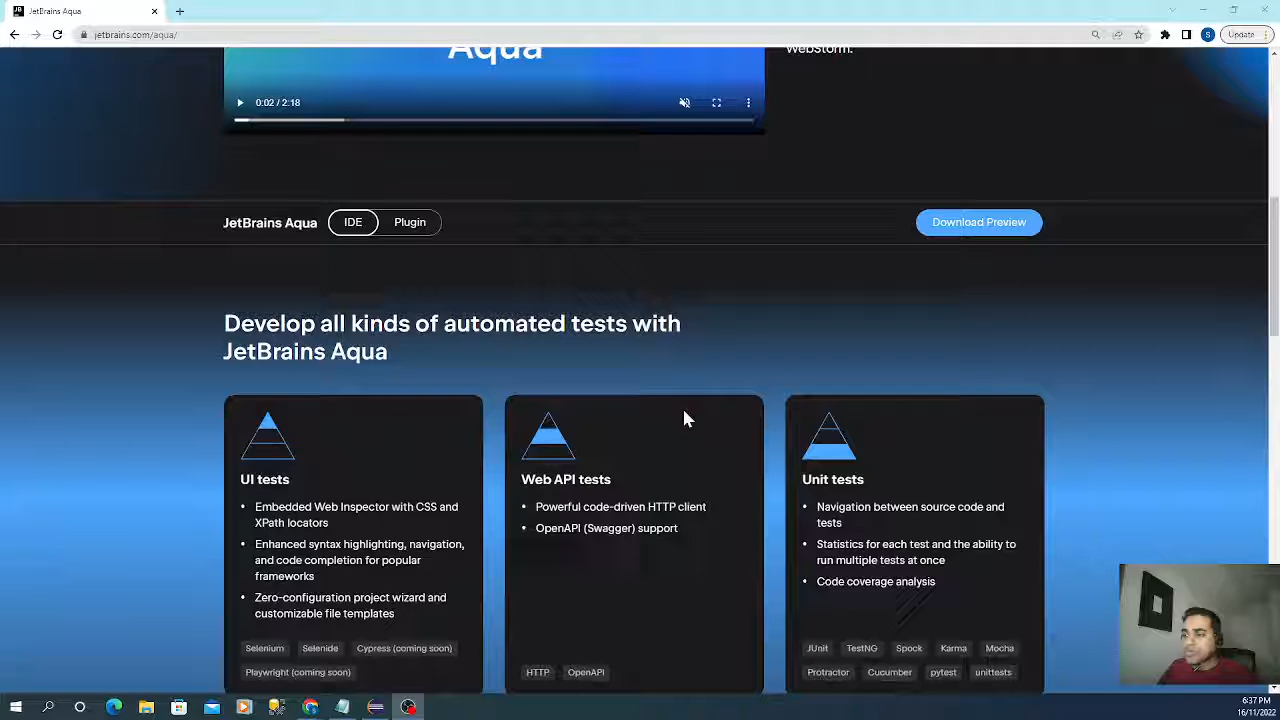 JetBrains Aqua
jetbrains.com/aqua/
Update
Aqua
WebStorm.
0:02 / 2:18
JetBrains Aqua
IDE
Plugin
Download Preview
Develop all kinds of automated tests with
JetBrains Aqua
UI tests
• Embedded Web Inspector with CSS and
XPath locators
• Enhanced syntax highlighting, navigation,
and code completion for popular
frameworks
• Zero-configuration project wizard and
customizable file templates
Selenium Selenide Cypress (coming soon)
Playwright (coming soon)
Web API tests
• Powerful code-driven HTTP client
• OpenAPI (Swagger) support
HTTP OpenAPI
Unit tests
• Navigation between source code and
tests
• Statistics for each test and the ability to
run multiple tests at once
• Code coverage analysis
JUnit TestNG Spock Karma Mocha
Protractor Cucumber pytest unittests
6:37 PM
16/11/2022